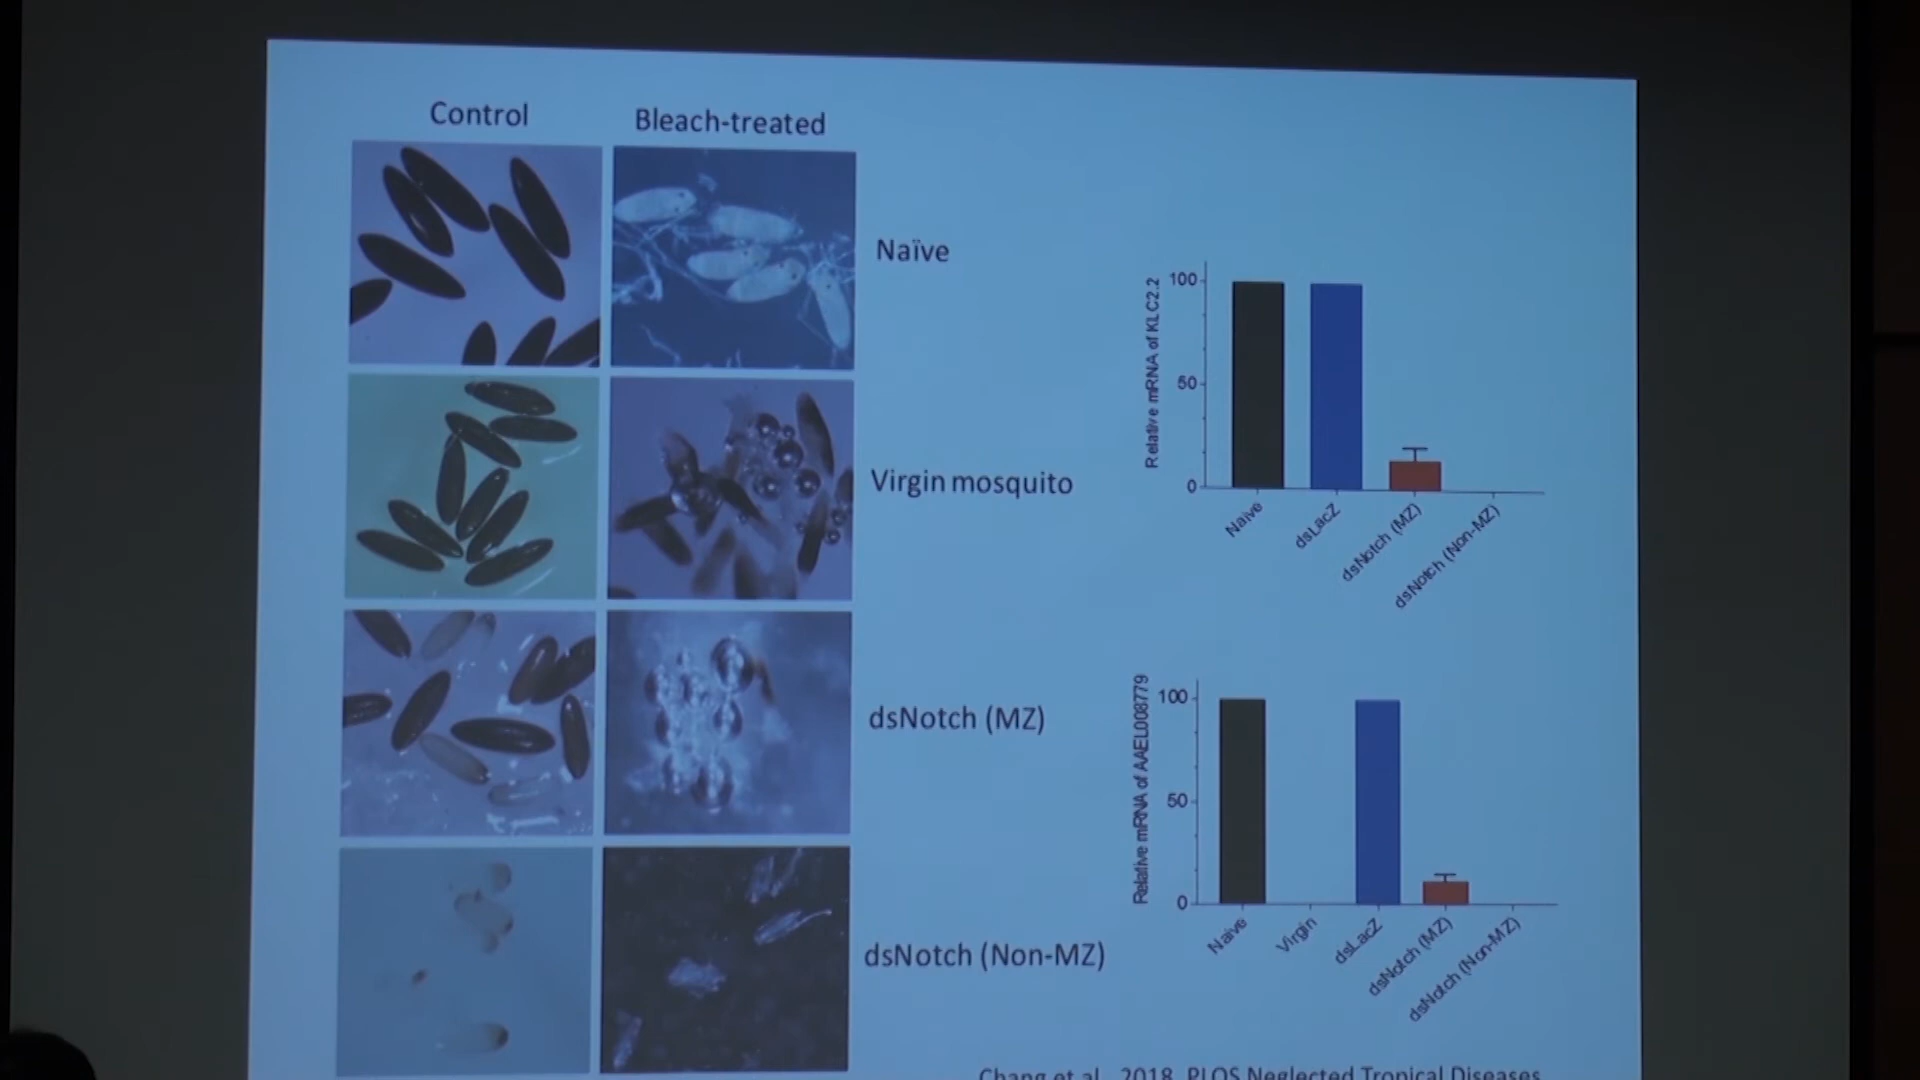 Control
Bleach-treated
Naïve
Virgin mosquito
dsNotch (MZ)
dsNotch (Non-MZ)
Relative mRNA of KLC2.2
100
50
0
Naive
dsLacZ
dsNotch (MZ)
dsNotch (Non-MZ)
Relative mRNA of AAEL008779
100
50
0
Naive
Virgin
dsLacZ
dsNotch (MZ)
dsNotch (Non-MZ)
Chang et al., 2018, PLOS Neglected Tropical Diseases